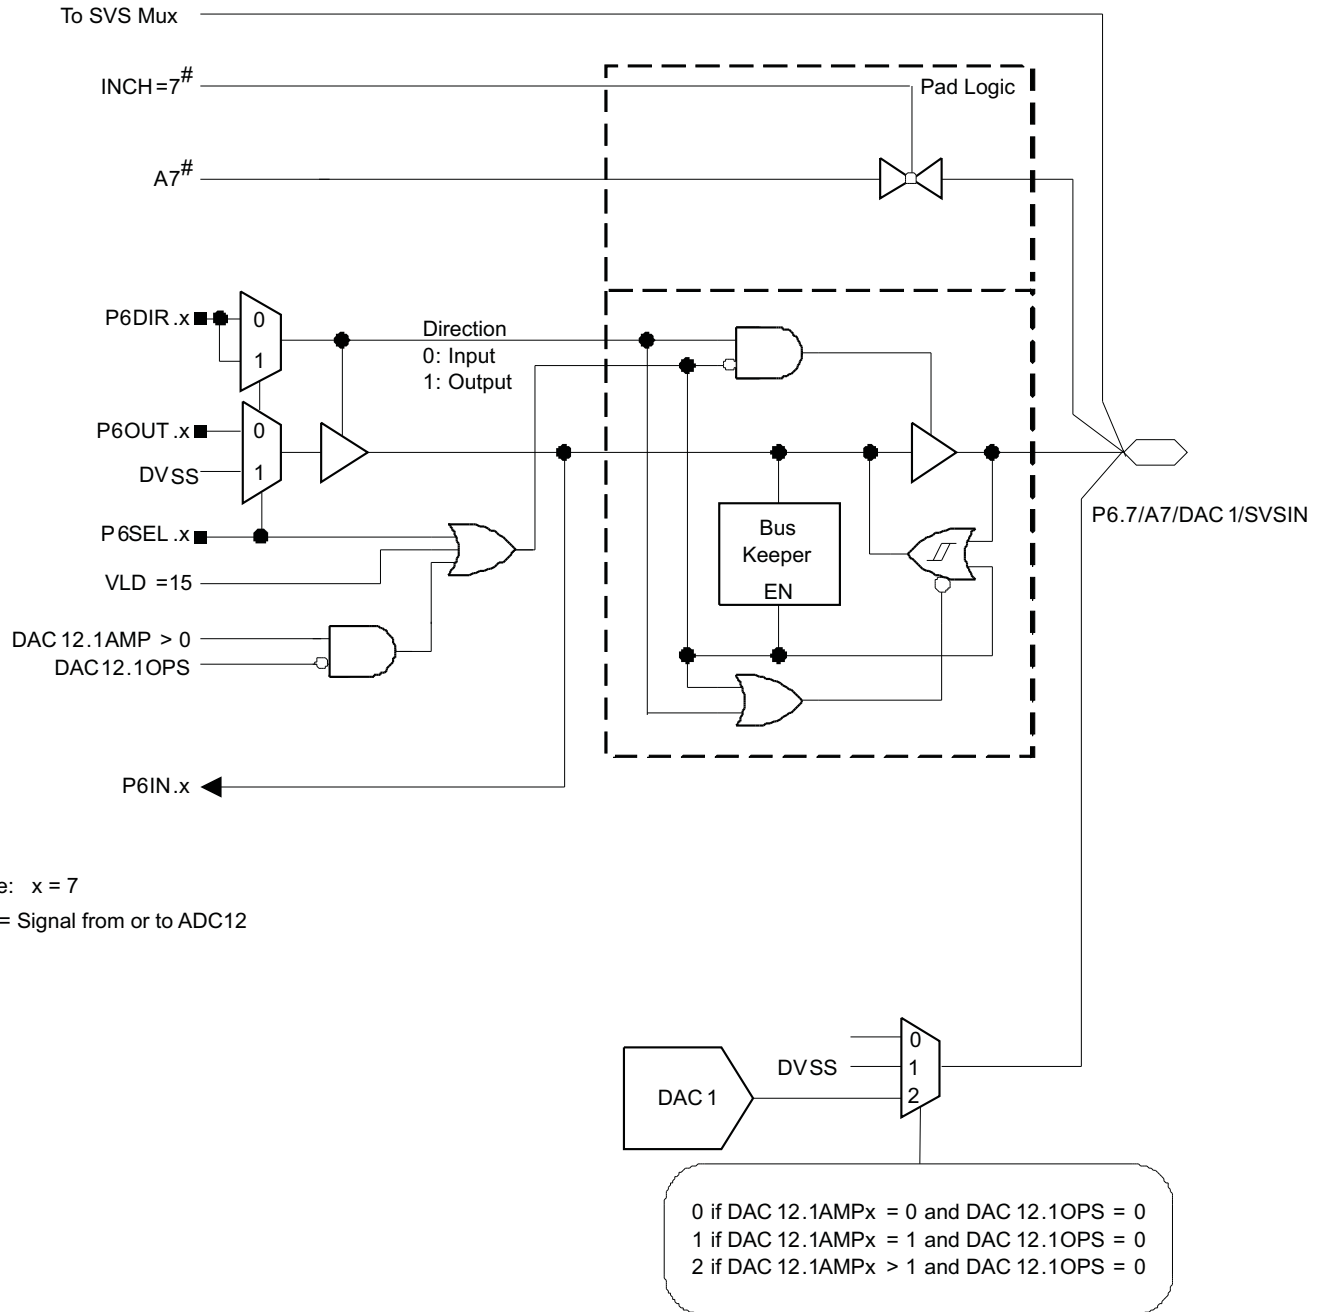 To SVS Mux
INCH=7#
Pad Logic
A7#
P6DIR.x
0
1
Direction
0: Input
1: Output
P6OUT.x
0
DVSS
1
P6SEL.x
VLD =15
DAC12.1AMP > 0
DAC12.1OPS
Bus
Keeper
EN
P6.7/A7/DAC1/SVSIN
P6IN.x
e: x = 7
= Signal from or to ADC12
DAC1
DVSS
0
1
2
0 if DAC12.1AMPx = 0 and DAC12.1OPS = 0
1 if DAC12.1AMPx = 1 and DAC12.1OPS = 0
2 if DAC12.1AMPx > 1 and DAC12.1OPS = 0